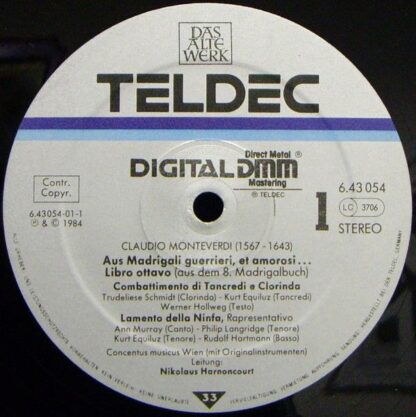 DAS
ALTE
WERK
TELDEC
DIGITAL DMM
Direct Metal ®
Mastering
℗ TELDEC
Contr.
Copyr.
6.43054-01-1
℗ & © 1984
1
6.43 054
LC 3706
STEREO
CLAUDIO MONTEVERDI (1567 - 1643)
Aus Madrigali guerrieri, et amorosi...
Libro ottavo (aus dem 8. Madrigalbuch)
Combattimento di Tancredi e Clorinda
Trudeliese Schmidt (Clorinda) · Kurt Equiluz (Tancredi)
Werner Hollweg (Testo)
Lamento della Ninfa, Rapresentativo
Ann Murray (Canto) · Philip Langridge (Tenore)
Kurt Equiluz (Tenore) · Rudolf Hartmann (Basso)
Concentus musicus Wien (mit Originalinstrumenten)
Leitung:
Nikolaus Harnoncourt
33